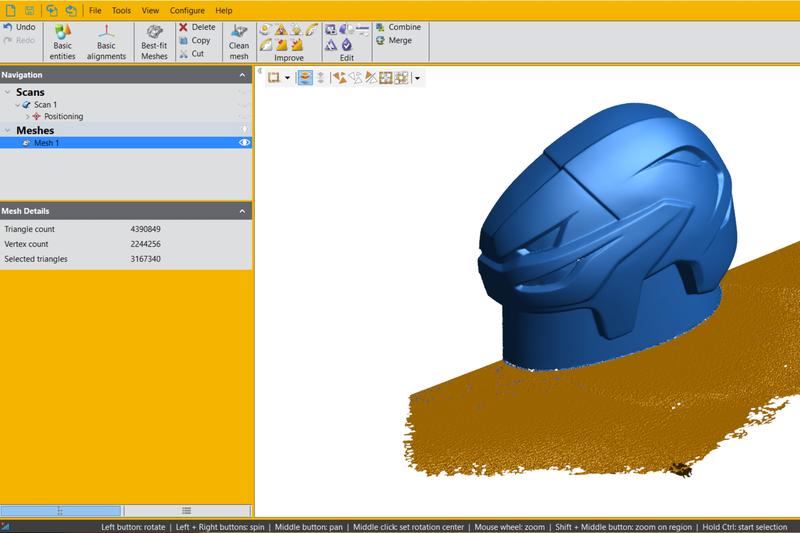 File Tools View Configure Help
Undo
Redo
Basic entities
Basic alignments
Best-fit Meshes
Delete
Copy
Cut
Clean mesh
Improve
Edit
Combine
Merge
Navigation
Scans
Scan 1
Positioning
Meshes
Mesh 1
Mesh Details
Triangle count 4390849
Vertex count 2244256
Selected triangles 3167340
Left button: rotate | Left + Right buttons: spin | Middle button: pan | Middle click: set rotation center | Mouse wheel: zoom | Shift + Middle button: zoom on region | Hold Ctrl: start selection